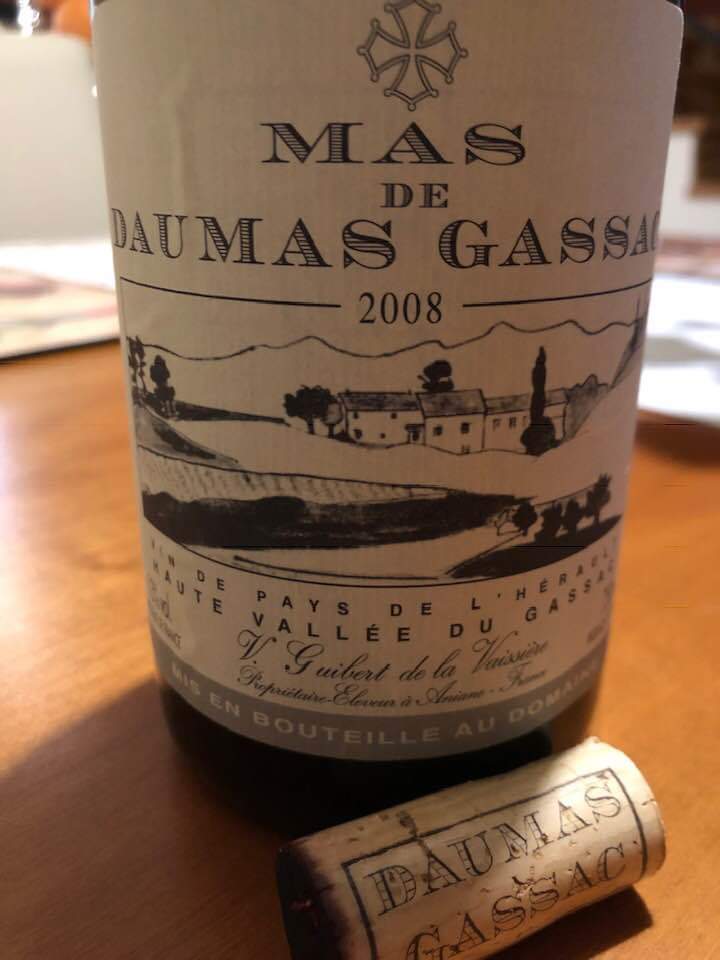 MAS
DE
DAUMAS GASSAC
2008
VIN DE PAYS DE L'HÉRAULT
HAUTE VALLÉE DU GASSAC
V. Guibert de la Vaissière
Propriétaire-Eleveur à Aniane - France
MIS EN BOUTEILLE AU DOMAINE
DAUMAS
GASSAC